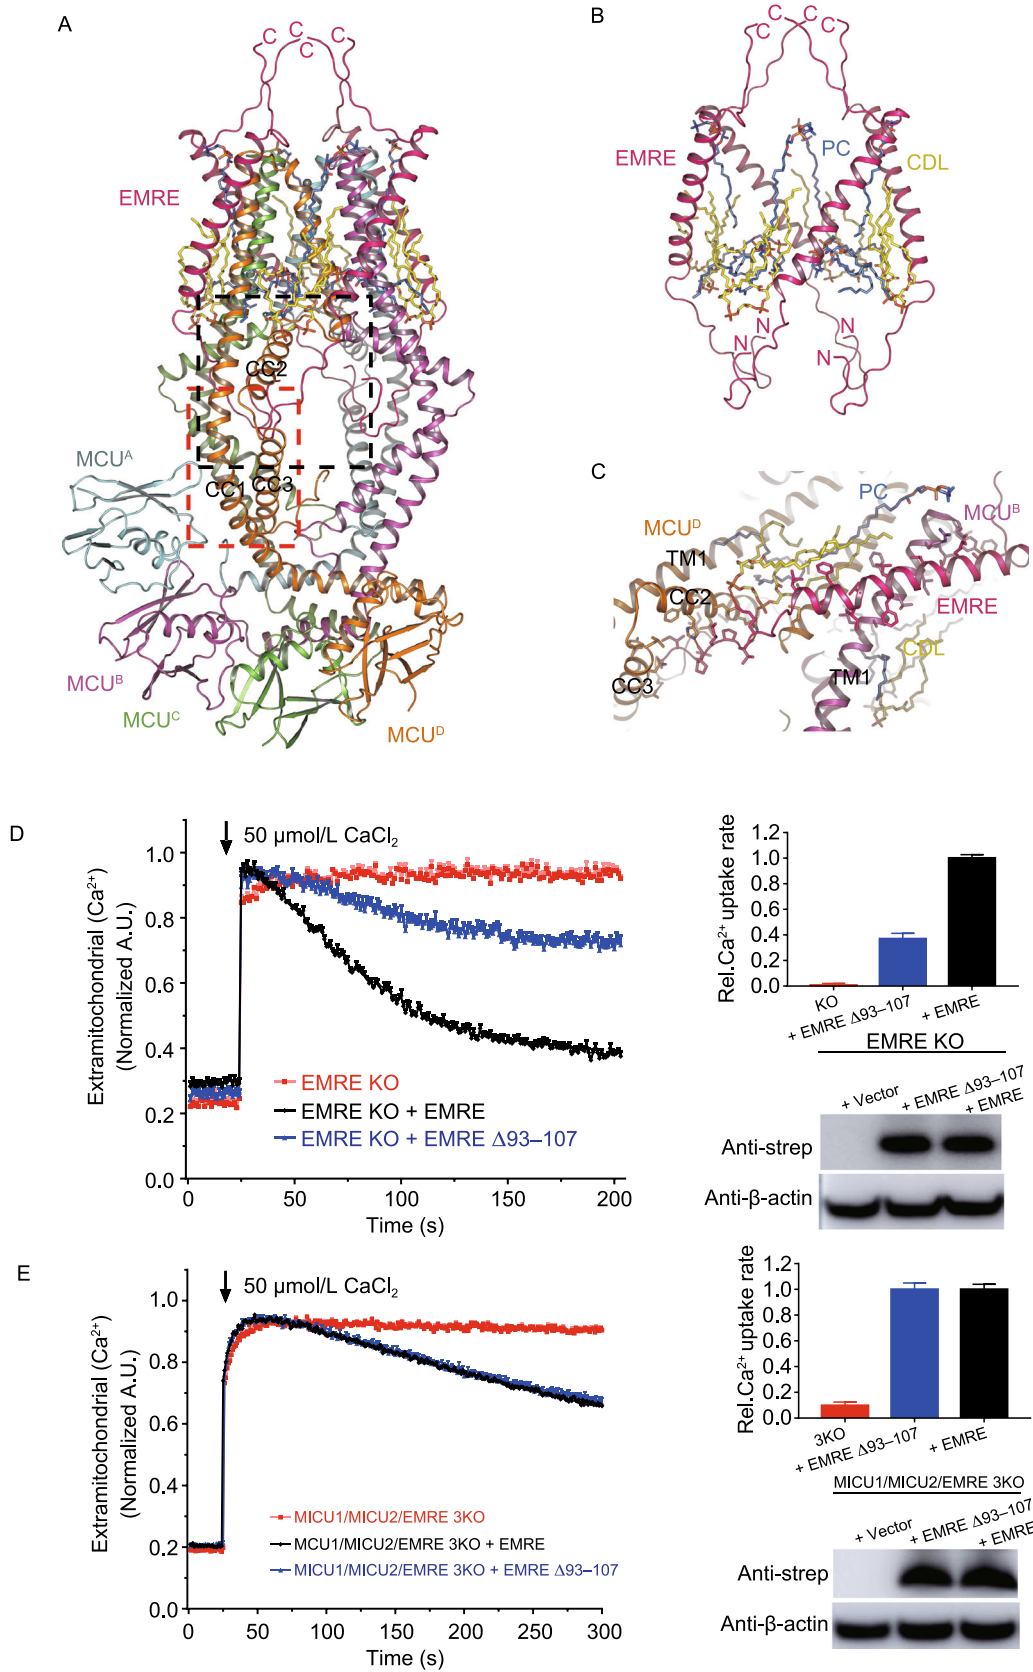 A
C C C C
EMRE
CC2
CC1 CC3
MCUᴬ
MCUᴮ
MCUᶜ
MCUᴰ
B
C C C C
EMRE
PC
CDL
N N N N
C
PC
MCUᴰ
MCUᴮ
TM1
CC2
EMRE
CDL
CC3
TM1
D
50 µmol/L CaCl₂
Extramitochondrial (Ca²⁺)
(Normalized A.U.)
1.0
0.8
0.6
0.4
0.2
0.0
EMRE KO
EMRE KO + EMRE
EMRE KO + EMRE Δ93–107
0 50 100 150 200
Time (s)
Rel.Ca²⁺ uptake rate
1.2
1.0
0.8
0.6
0.4
0.2
0.0
KO
+ EMRE Δ93–107
+ EMRE
EMRE KO
+ Vector
+ EMRE Δ93–107
+ EMRE
Anti-strep
Anti-β-actin
E
50 µmol/L CaCl₂
Extramitochondrial (Ca²⁺)
(Normalized A.U.)
1.0
0.8
0.6
0.4
0.2
0.0
MICU1/MICU2/EMRE 3KO
MCU1/MICU2/EMRE 3KO + EMRE
MICU1/MICU2/EMRE 3KO + EMRE Δ93–107
0 50 100 150 200 250 300
Time (s)
Rel.Ca²⁺ uptake rate
1.2
1.0
0.8
0.6
0.4
0.2
0.0
3KO
+ EMRE Δ93–107
+ EMRE
MICU1/MICU2/EMRE 3KO
+ Vector
+ EMRE Δ93–107
+ EMRE
Anti-strep
Anti-β-actin